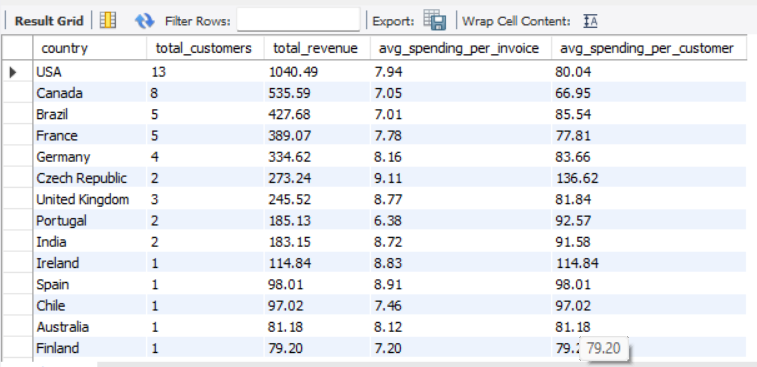 Result Grid Filter Rows: Export: Wrap Cell Content: IA
country total_customers total_revenue avg_spending_per_invoice avg_spending_per_customer
USA 13 1040.49 7.94 80.04
Canada 8 535.59 7.05 66.95
Brazil 5 427.68 7.01 85.54
France 5 389.07 7.78 77.81
Germany 4 334.62 8.16 83.66
Czech Republic 2 273.24 9.11 136.62
United Kingdom 3 245.52 8.77 81.84
Portugal 2 185.13 6.38 92.57
India 2 183.15 8.72 91.58
Ireland 1 114.84 8.83 114.84
Spain 1 98.01 8.91 98.01
Chile 1 97.02 7.46 97.02
Australia 1 81.18 8.12 81.18
Finland 1 79.20 7.20 79.2 79.20